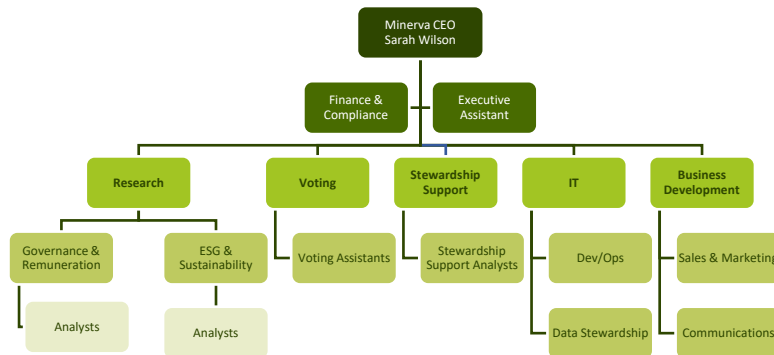 Minerva CEO
Sarah Wilson
Finance &
Compliance
Executive
Assistant
Research
Voting
Stewardship
Support
IT
Business
Development
Governance &
Remuneration
ESG &
Sustainability
Voting Assistants
Stewardship
Support Analysts
Dev/Ops
Sales & Marketing
Analysts
Analysts
Data Stewardship
Communications